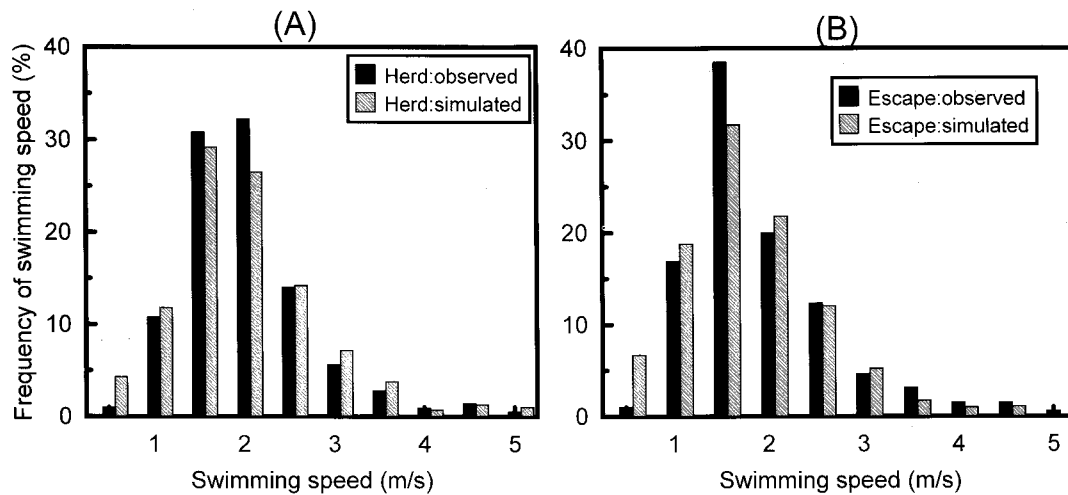 (A)
Frequency of swimming speed (%)
40
30
20
10
0
Herd:observed
Herd:simulated
1 2 3 4 5
Swimming speed (m/s)
(B)
40
30
20
10
0
Escape:observed
Escape:simulated
1 2 3 4 5
Swimming speed (m/s)